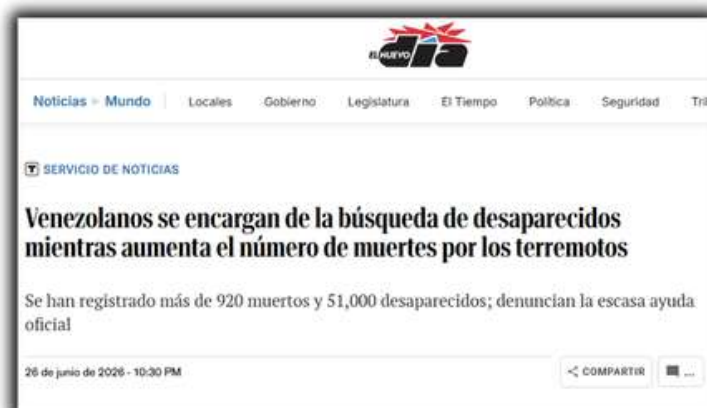 EL NUEVO día
Noticias Mundo Locales Gobierno Legislatura El Tiempo Política Seguridad
SERVICIO DE NOTICIAS
Venezolanos se encargan de la búsqueda de desaparecidos
mientras aumenta el número de muertes por los terremotos
Se han registrado más de 920 muertos y 51,000 desaparecidos; denuncian la escasa ayuda
oficial
26 de junio de 2026 - 10:30 PM
COMPARTIR
...